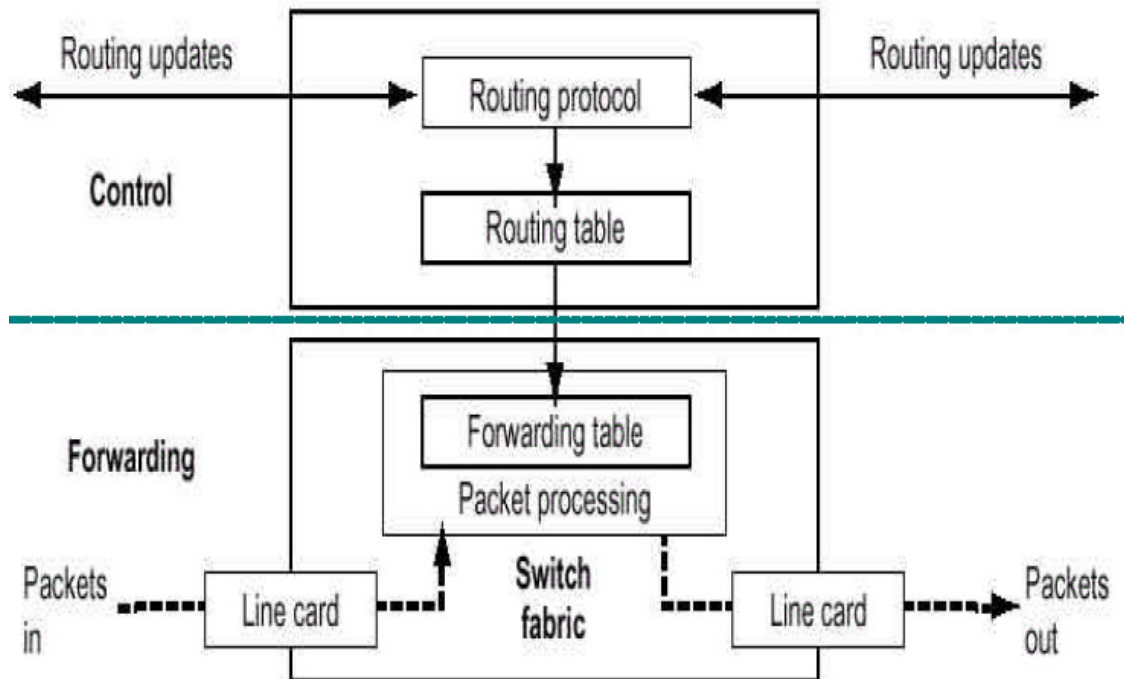 Routing updates
Routing updates
Routing protocol
Control
Routing table
Forwarding table
Forwarding
Packet processing
Packets
in
Line card
Switch
fabric
Line card
Packets
out